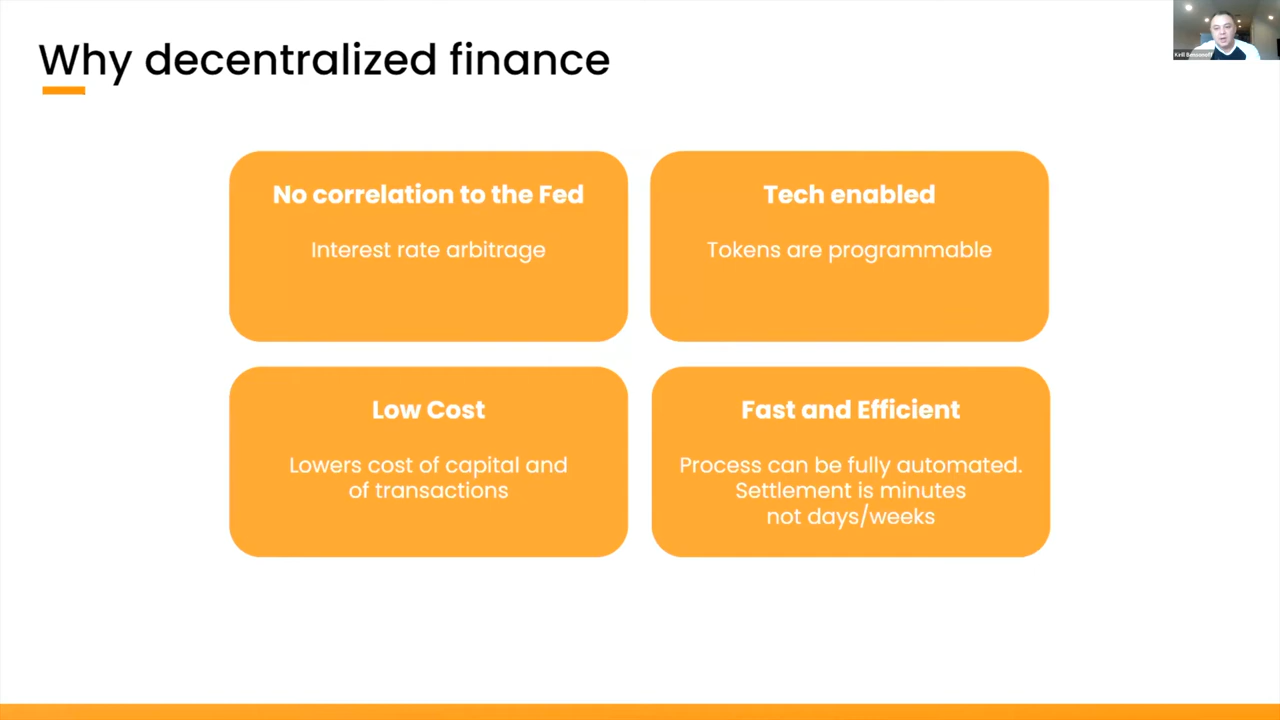 Why decentralized finance
No correlation to the Fed
Interest rate arbitrage
Tech enabled
Tokens are programmable
Low Cost
Lowers cost of capital and
of transactions
Fast and Efficient
Process can be fully automated.
Settlement is minutes
not days/weeks
Kirill Bensonoff